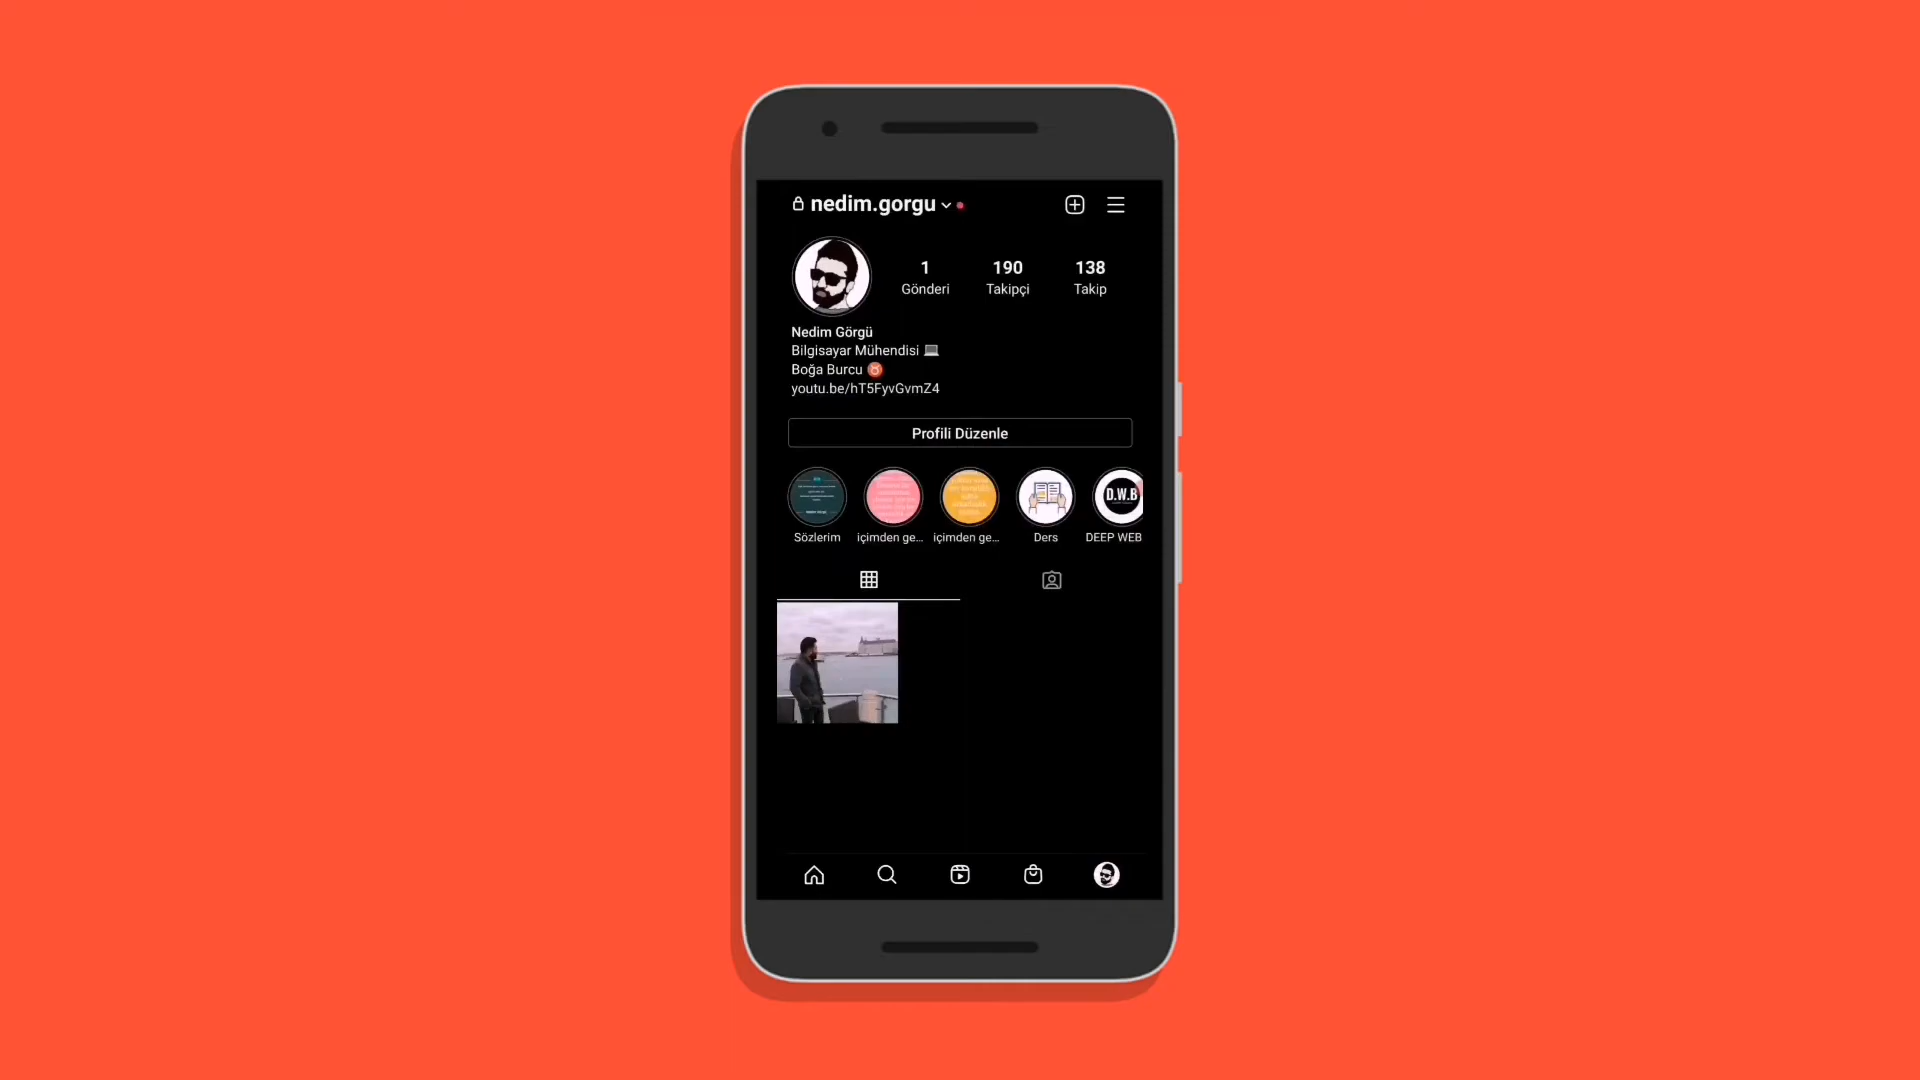 nedim.gorgu
1
190
138
Gönderi
Takipçi
Takip
Nedim Görgü
Bilgisayar Mühendisi
Boğa Burcu
youtu.be/hT5FyvGvmZ4
Profili Düzenle
D.W.B
Sözlerim
içimden ge...
içimden ge...
Ders
DEEP WEB